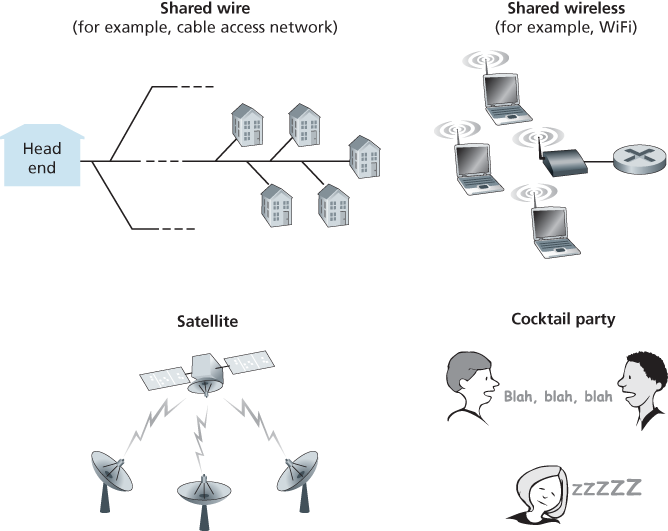 Shared wire
(for example, cable access network)
Shared wireless
(for example, WiFi)
Head
end
Satellite
Cocktail party
Blah, blah, blah
zzzzz